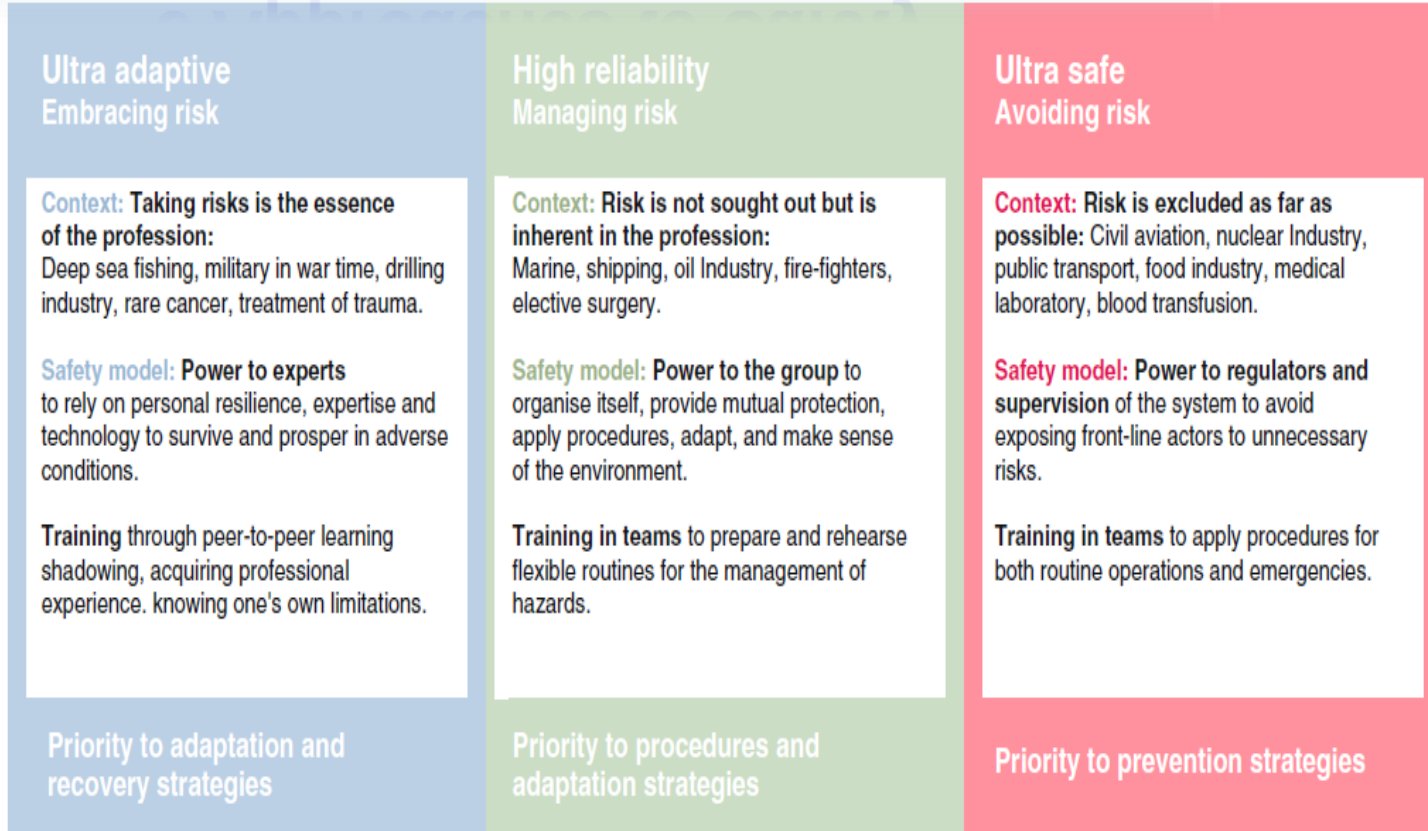 Ultra adaptive
Embracing risk
Context: Taking risks is the essence
of the profession:
Deep sea fishing, military in war time, drilling
industry, rare cancer, treatment of trauma.
Safety model: Power to experts
to rely on personal resilience, expertise and
technology to survive and prosper in adverse
conditions.
Training through peer-to-peer learning
shadowing, acquiring professional
experience. knowing one's own limitations.
Priority to adaptation and
recovery strategies
High reliability
Managing risk
Context: Risk is not sought out but is
inherent in the profession:
Marine, shipping, oil Industry, fire-fighters,
elective surgery.
Safety model: Power to the group to
organise itself, provide mutual protection,
apply procedures, adapt, and make sense
of the environment.
Training in teams to prepare and rehearse
flexible routines for the management of
hazards.
Priority to procedures and
adaptation strategies
Ultra safe
Avoiding risk
Context: Risk is excluded as far as
possible: Civil aviation, nuclear Industry,
public transport, food industry, medical
laboratory, blood transfusion.
Safety model: Power to regulators and
supervision of the system to avoid
exposing front-line actors to unnecessary
risks.
Training in teams to apply procedures for
both routine operations and emergencies.
Priority to prevention strategies